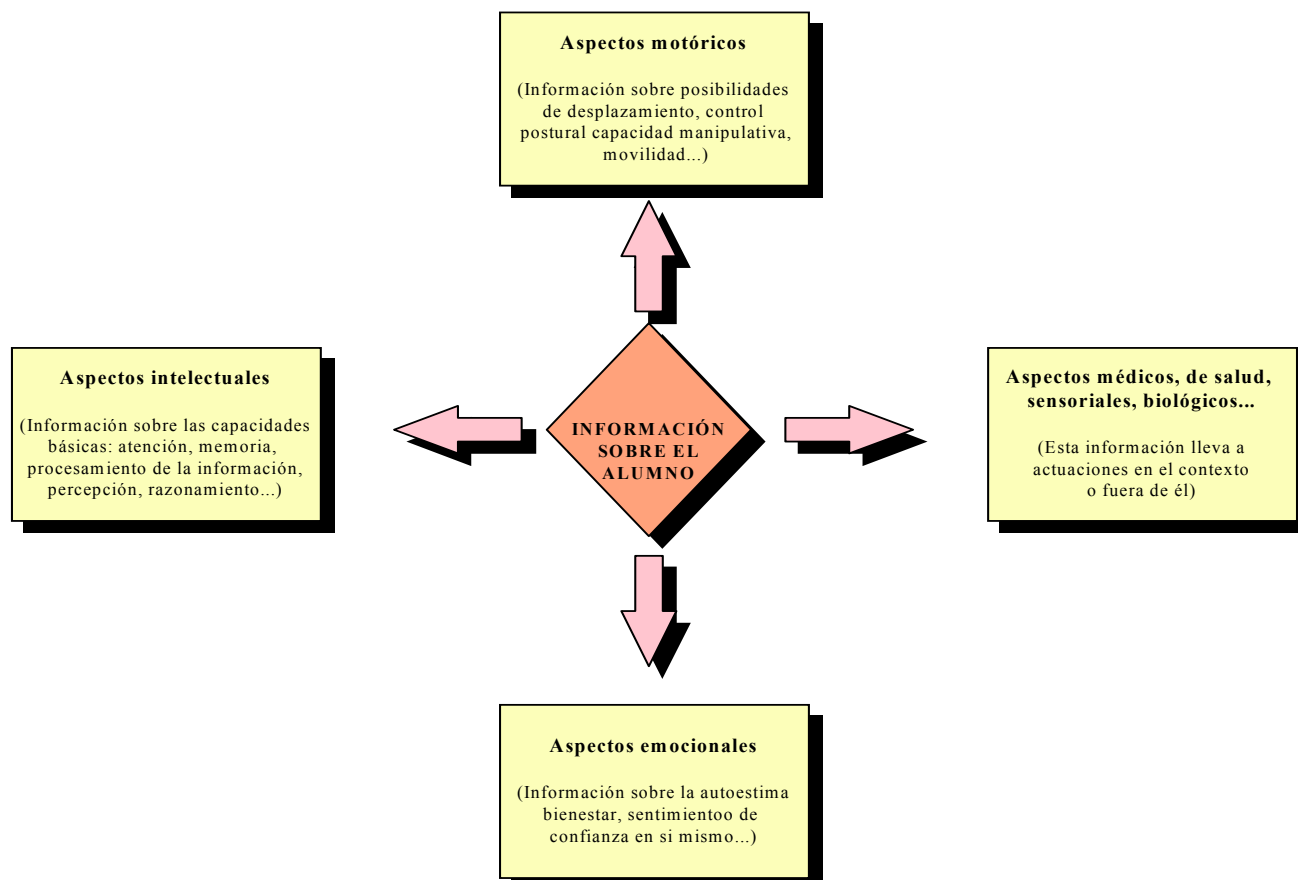 Aspectos motóricos
(Información sobre posibilidades
de desplazamiento, control
postural capacidad manipulativa,
movilidad...)
Aspectos intelectuales
(Información sobre las capacidades
básicas: atención, memoria,
procesamiento de la información,
percepción, razonamiento...)
INFORMACIÓN
SOBRE EL
ALUMNO
Aspectos médicos, de salud,
sensoriales, biológicos...
(Esta información lleva a
actuaciones en el contexto
o fuera de él)
Aspectos emocionales
(Información sobre la autoestima
bienestar, sentimientoo de
confianza en si mismo...)